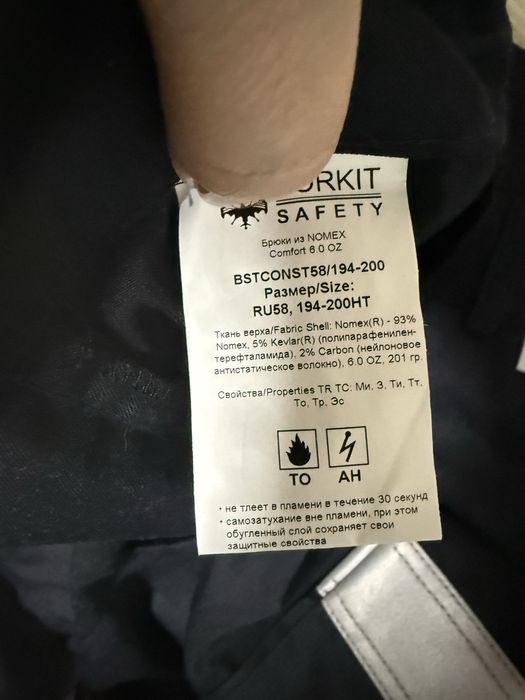 SAFETY
Брюки из NOMEX
Comfort 6.0 OZ
BSTCONST58/194-200
Размер/Size:
RU58, 194-200HT
Ткань верха/Fabric Shell: Nomex(R) - 93%
Nomex, 5% Kevlar(R) (полипарафенилен-
терефталамида), 2% Carbon (нейлоновое
антистатическое волокно), 6.0 OZ, 201 гр.
Свойства/Properties TR TC: Ми, З, Ти, Тт,
То, Тр, Эс
ТО АН
• не тлеет в пламени в течение 30 секунд
• самозатухание вне пламени, при этом
обугленный слой сохраняет свои
защитные свойства